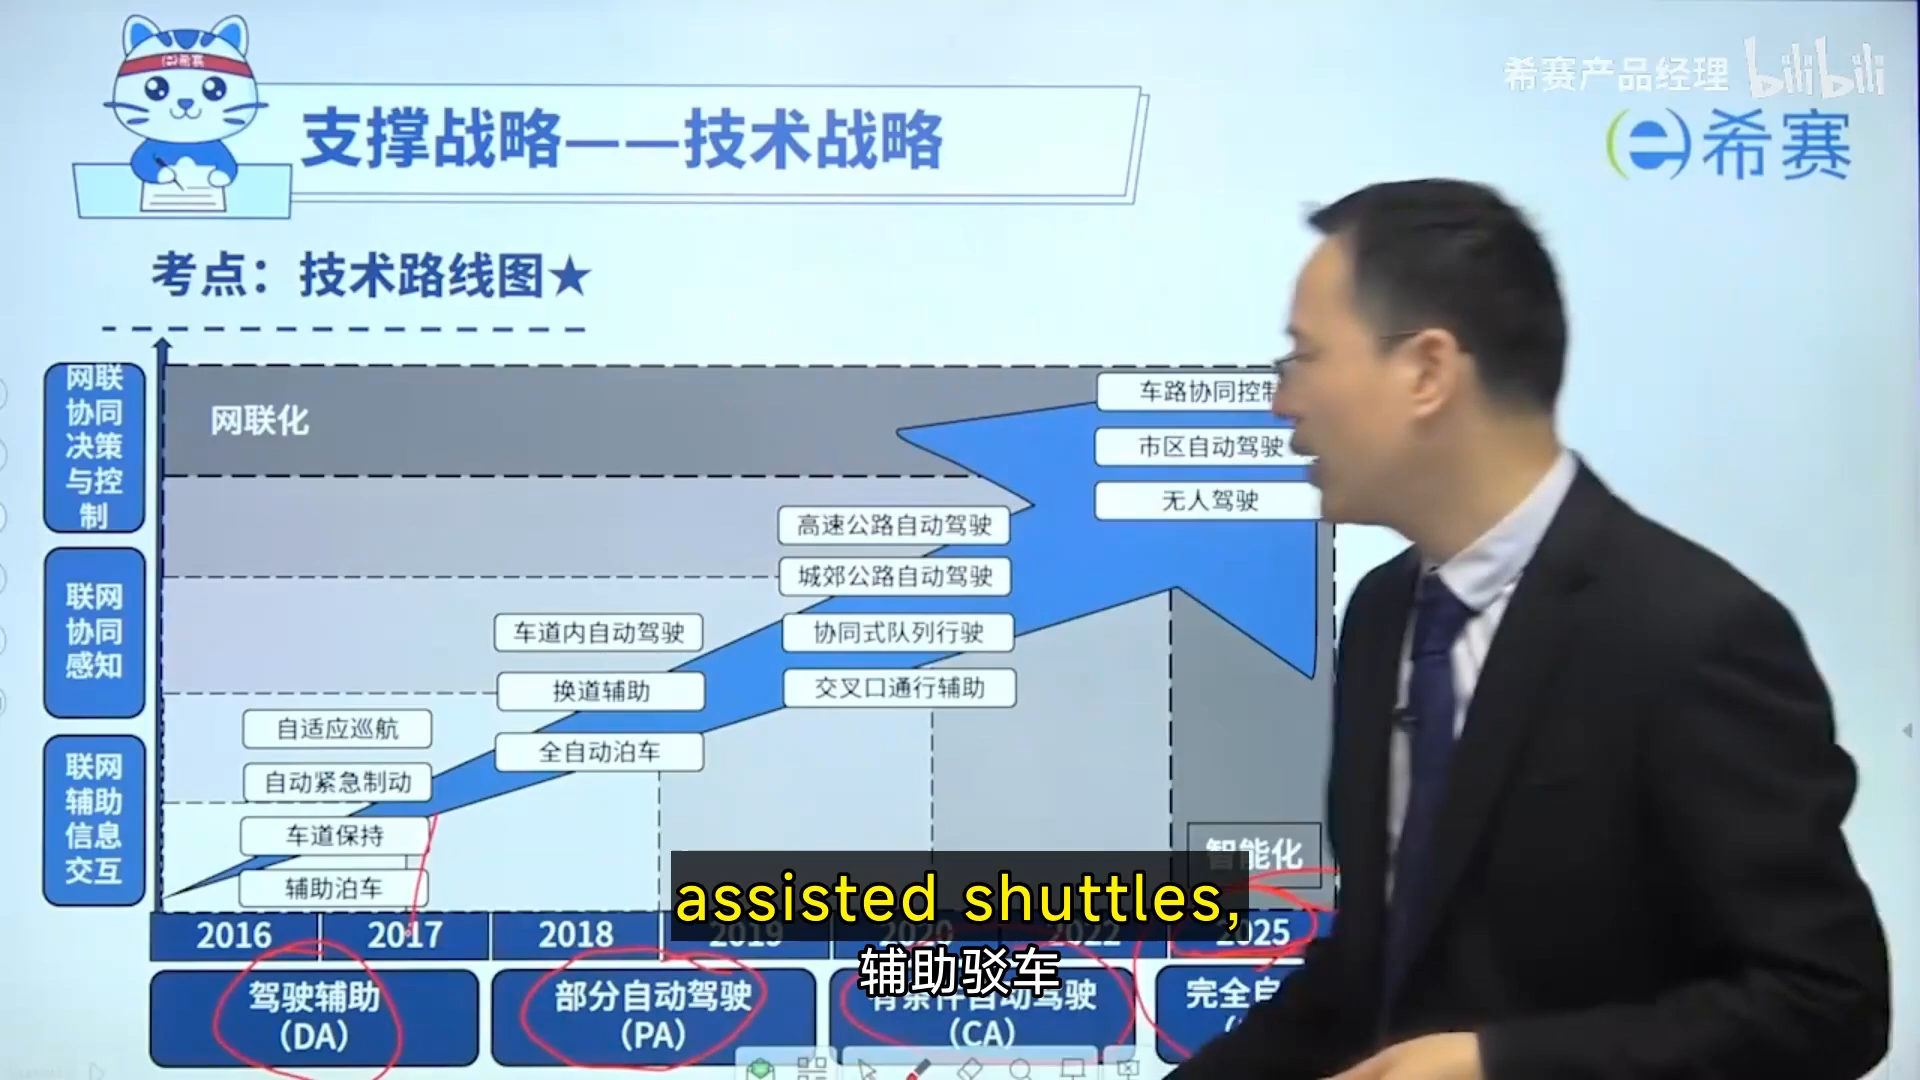 希赛产品经理 bilibili
希赛
(e)希赛
支撑战略——技术战略
考点：技术路线图★
网联
协同
决策
与控
制
联网
协同
感知
联网
辅助
信息
交互
网联化
车路协同控制
市区自动驾驶
无人驾驶
高速公路自动驾驶
城郊公路自动驾驶
协同式队列行驶
交叉口通行辅助
车道内自动驾驶
换道辅助
全自动泊车
自适应巡航
自动紧急制动
车道保持
辅助泊车
智能化
2016 2017 2018 2019 2020 2022 2025
驾驶辅助
（DA）
部分自动驾驶
（PA）
有条件自动驾驶
（CA）
完全自
assisted shuttles,
辅助驳车